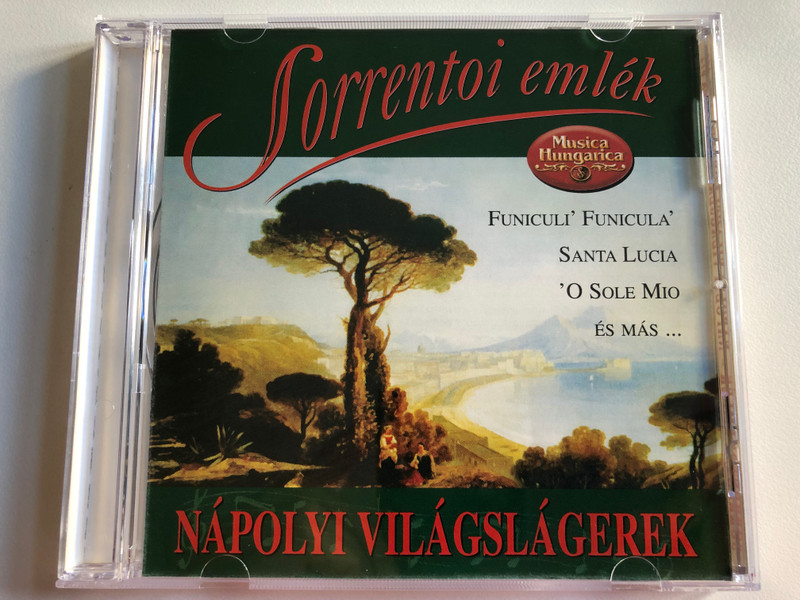 Sorrentoi emlék
Musica
Hungarica
FUNICULI' FUNICULA'
SANTA LUCIA
'O SOLE MIO
ÉS MÁS ...
NÁPOLYI VILÁGSLÁGEREK